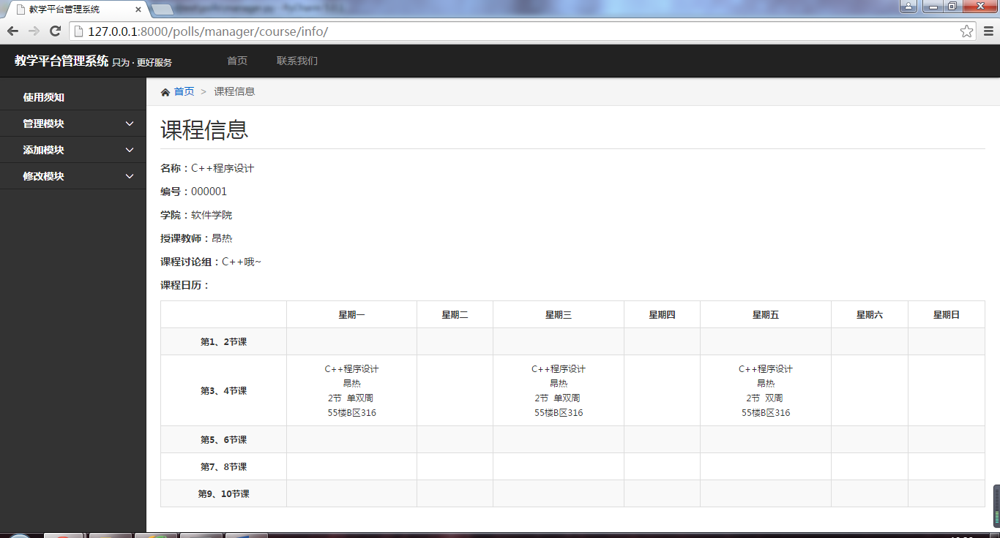 教学平台管理系统
127.0.0.1:8000/polls/manager/course/info/
教学平台管理系统 只为 · 更好服务 首页 联系我们
使用须知
管理模块
添加模块
修改模块
首页 > 课程信息
课程信息
名称：C++程序设计
编号：000001
学院：软件学院
授课教师：昂热
课程讨论组：C++哦~
课程日历：
星期一 星期二 星期三 星期四 星期五 星期六 星期日
第1、2节课
第3、4节课
C++程序设计
昂热
2节 单双周
55楼B区316
C++程序设计
昂热
2节 单双周
55楼B区316
C++程序设计
昂热
2节 双周
55楼B区316
第5、6节课
第7、8节课
第9、10节课